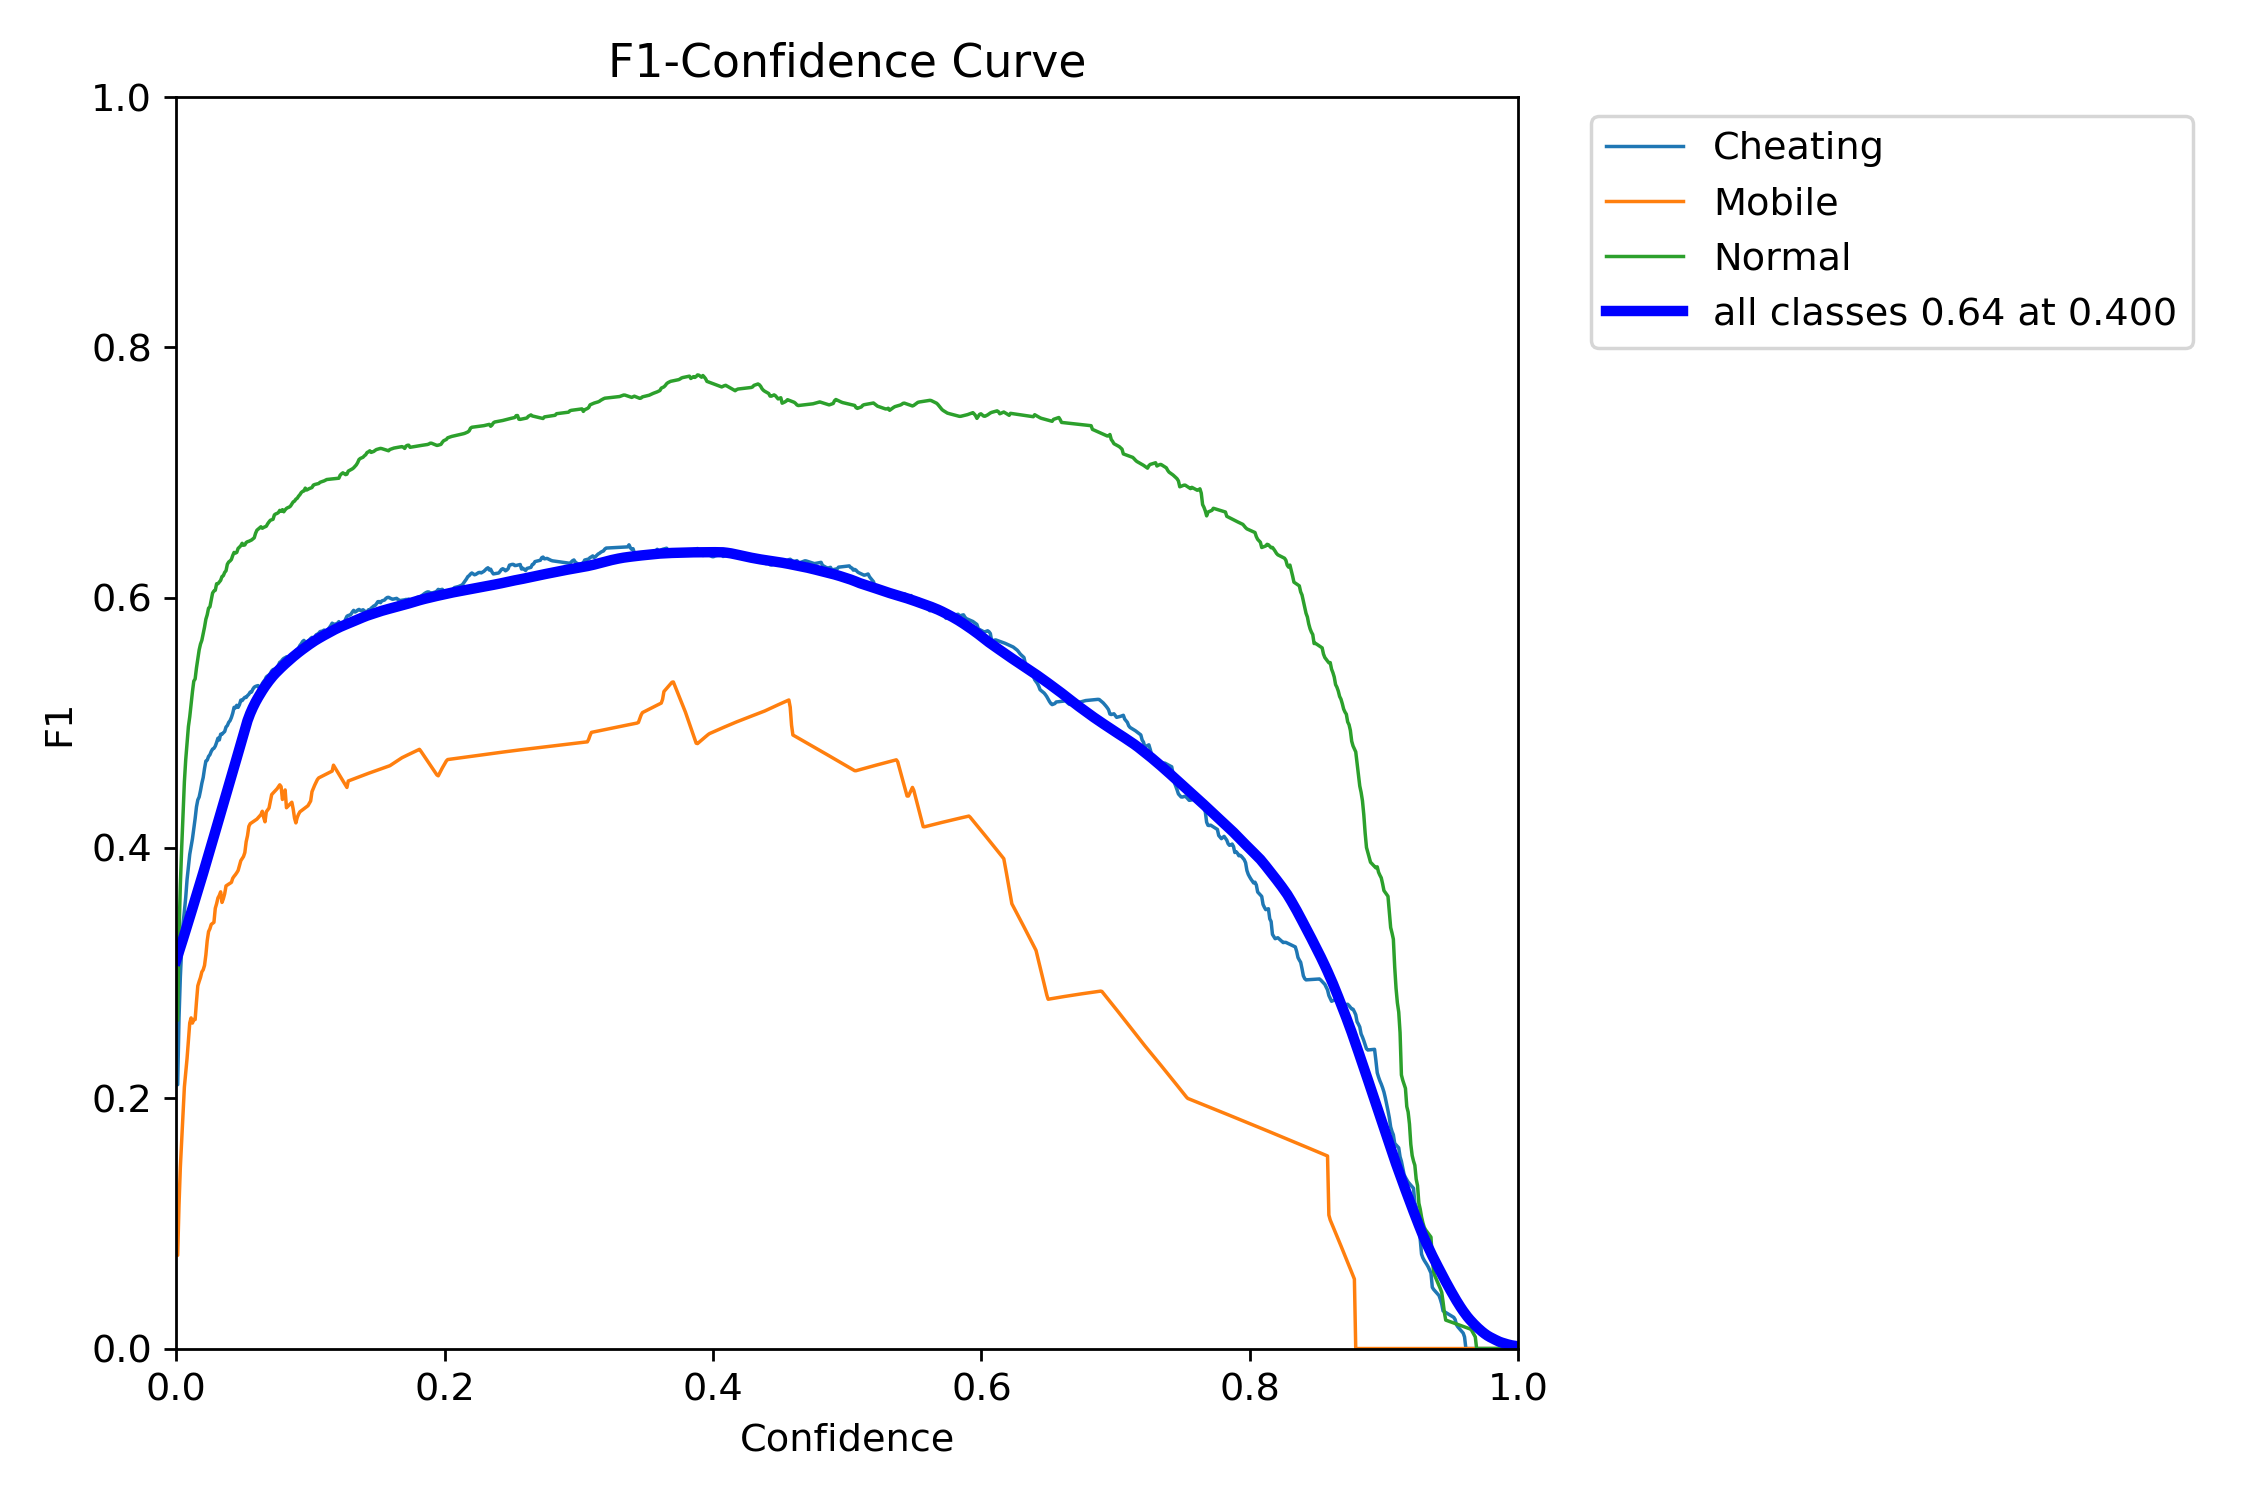 F1-Confidence Curve
1.0
0.8
0.6
0.4
0.2
0.0
F1
0.0 0.2 0.4 0.6 0.8 1.0
Confidence
Cheating
Mobile
Normal
all classes 0.64 at 0.400